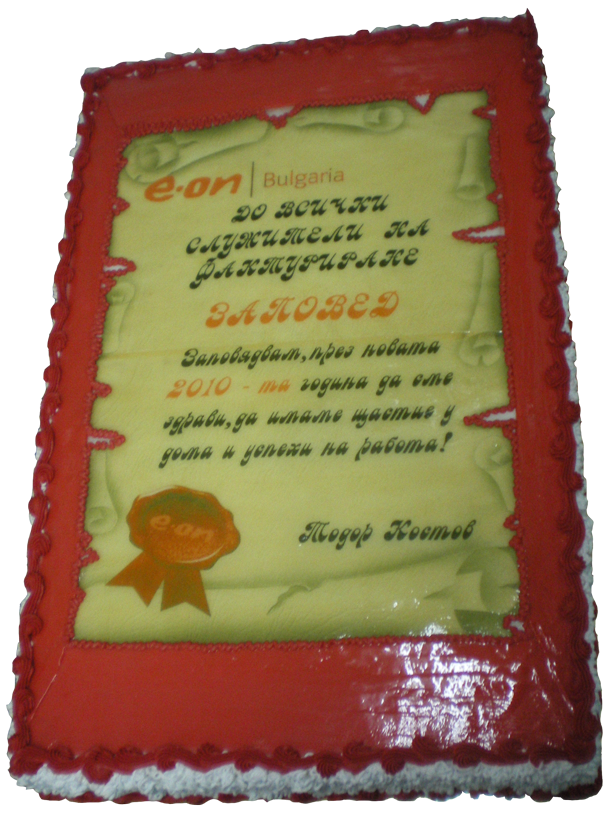 e·on | Bulgaria
ДО ВСИЧКИ
СЛУЖИТЕЛИ НА
ФАКТУРИРАНЕ
ЗАПОВЕД
Заповядвам, през новата
2010 - та година да сме
здрави, да имаме щастие у
дома и успехи на работа!
e·on
Тодор Костов